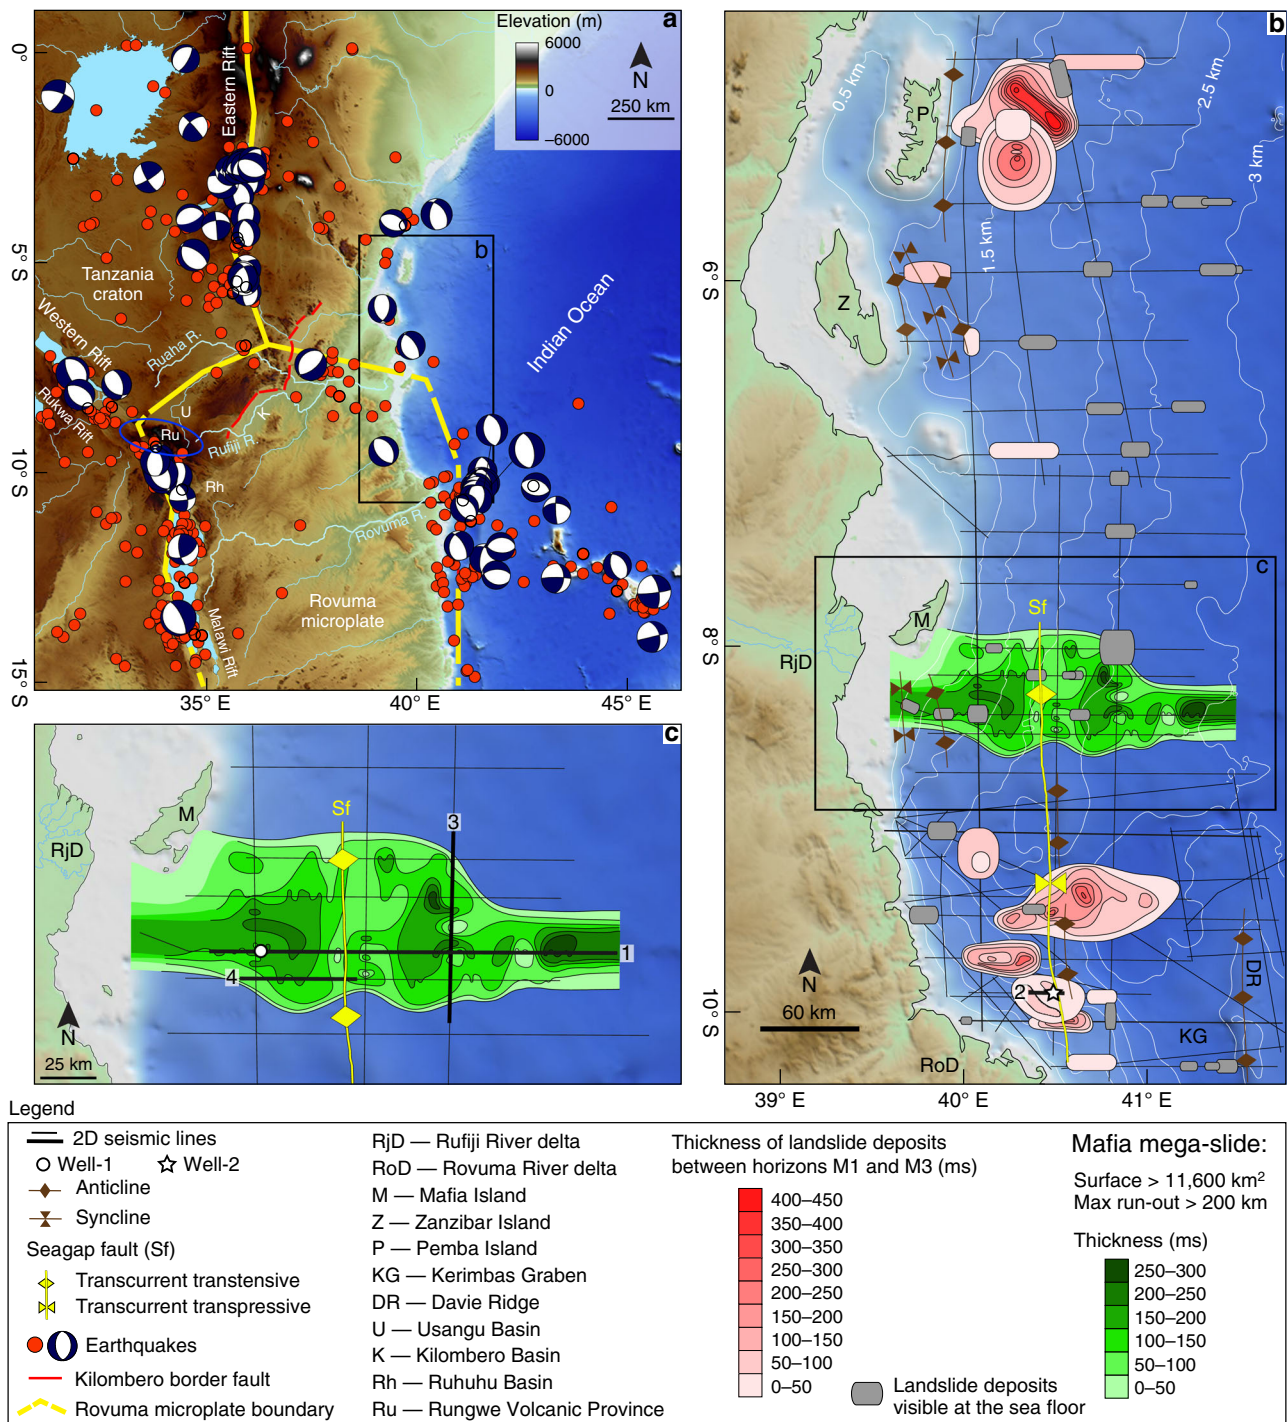 a
Elevation (m)
6000
0
−6000
N
250 km
0°
5° S
10° S
15° S
35° E
40° E
45° E
Eastern Rift
Tanzania
craton
Western Rift
Rukwa Rift
Ruaha R.
U
K
Ru
Rufiji R.
Rh
Rovuma R.
Rovuma
microplate
Malawi Rift
Indian Ocean
b
b
0.5 km
1.5 km
2.5 km
3 km
P
Z
M
RjD
Sf
c
6° S
8° S
10° S
N
60 km
2
DR
KG
RoD
39° E
40° E
41° E
c
M
RjD
Sf
3
1
4
N
25 km
Legend
2D seismic lines
Well-1
Well-2
Anticline
Syncline
Seagap fault (Sf)
Transcurrent transtensive
Transcurrent transpressive
Earthquakes
Kilombero border fault
Rovuma microplate boundary
RjD — Rufiji River delta
RoD — Rovuma River delta
M — Mafia Island
Z — Zanzibar Island
P — Pemba Island
KG — Kerimbas Graben
DR — Davie Ridge
U — Usangu Basin
K — Kilombero Basin
Rh — Ruhuhu Basin
Ru — Rungwe Volcanic Province
Thickness of landslide deposits
between horizons M1 and M3 (ms)
400–450
350–400
300–350
250–300
200–250
150–200
100–150
50–100
0–50
Landslide deposits
visible at the sea floor
Mafia mega-slide:
Surface > 11,600 km²
Max run-out > 200 km
Thickness (ms)
250–300
200–250
150–200
100–150
50–100
0–50